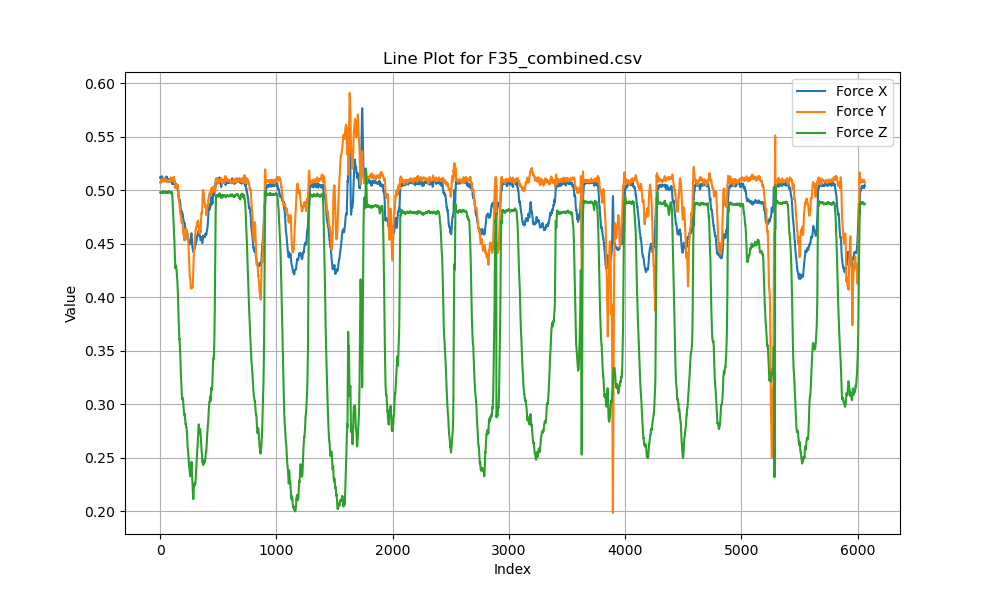 Line Plot for F35_combined.csv
Force X
Force Y
Force Z
0.60
0.55
0.50
0.45
0.40
0.35
0.30
0.25
0.20
Value
0 1000 2000 3000 4000 5000 6000
Index